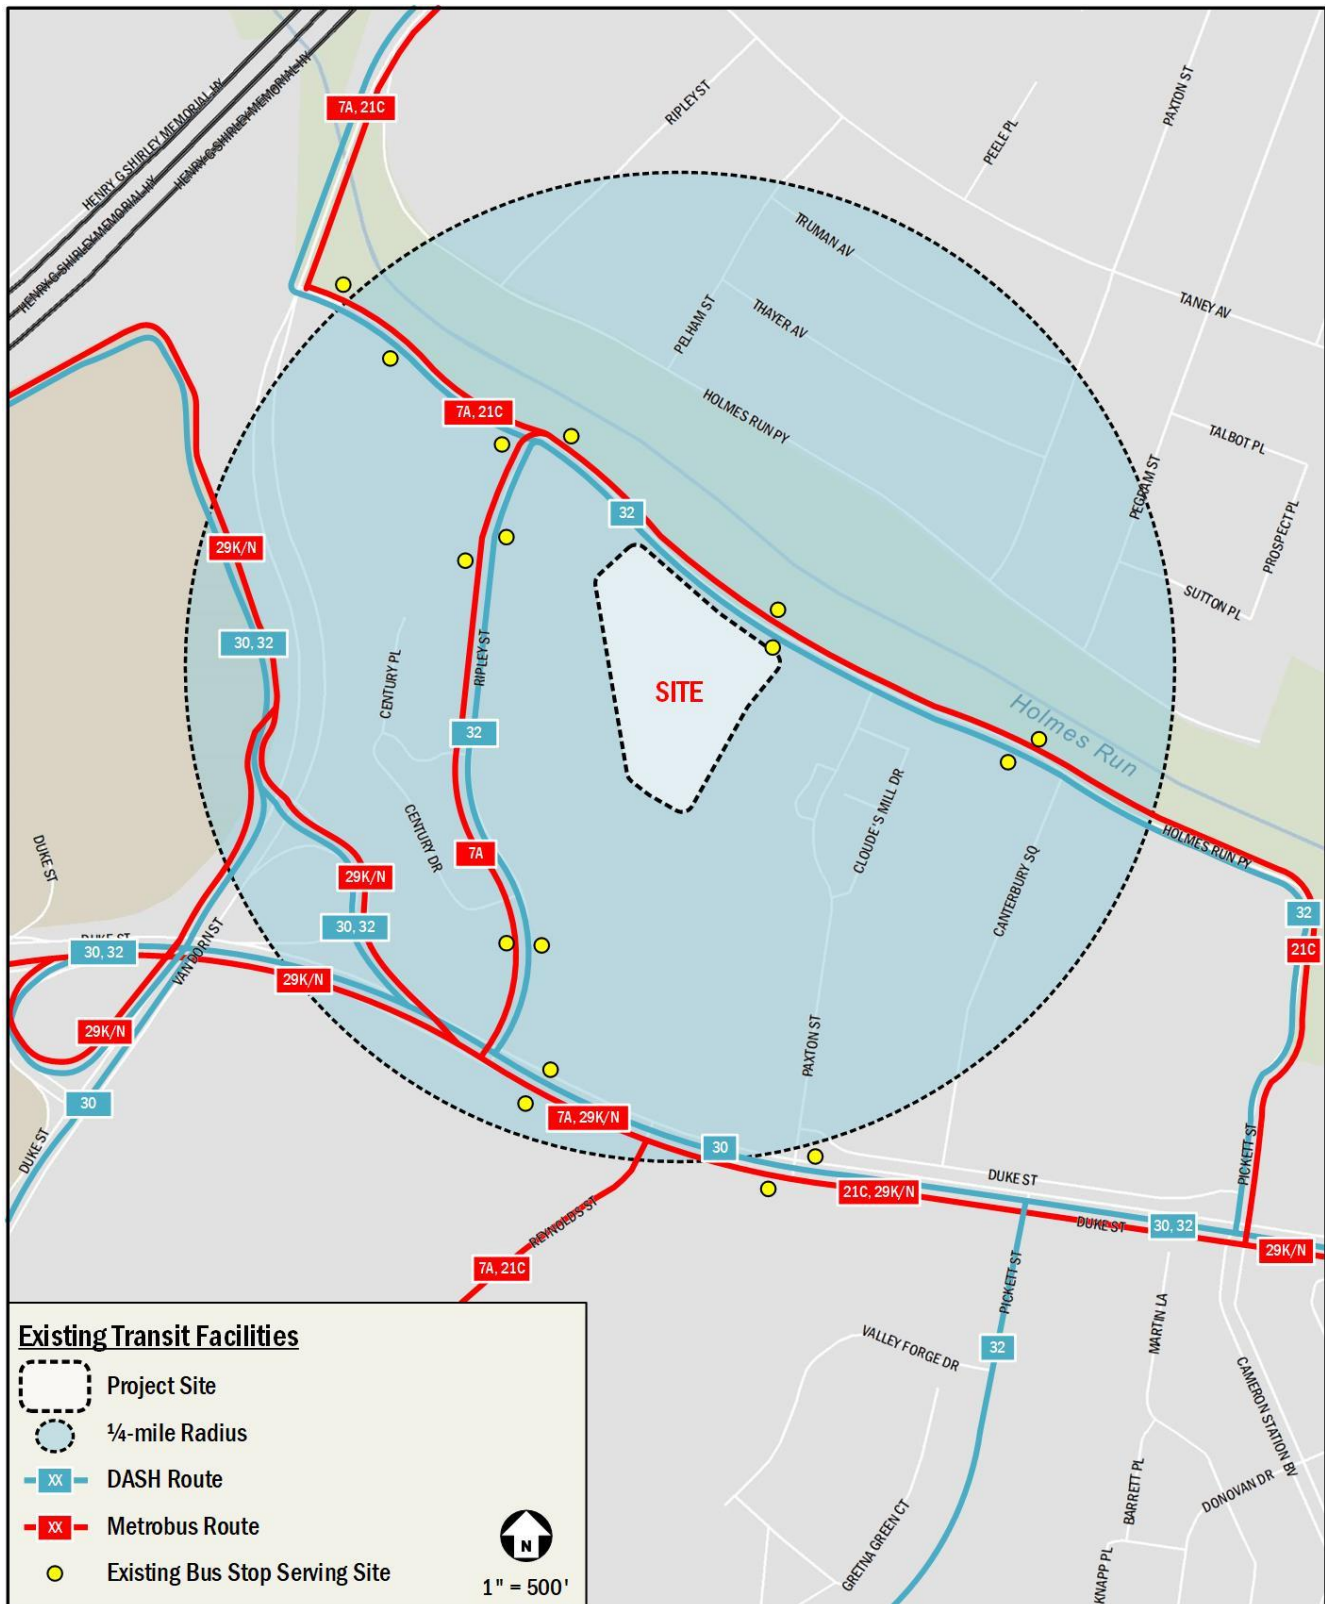 HENRY G SHIRLEY MEMORIAL HY
HENRY G SHIRLEY MEMORIAL HY
HENRY G SHIRLEY MEMORIAL HY
7A, 21C
RIPLEY ST
PEELE PL
PAXTON ST
TRUMAN AV
TANEY AV
PELHAM ST
THAYER AV
7A, 21C
HOLMES RUN PY
TALBOT PL
PEGRAM ST
PROSPECT PL
SUTTON PL
32
29K/N
30, 32
RIPLEY ST
CENTURY PL
SITE
32
Holmes Run
CENTURY DR
CLOUDE'S MILL DR
7A
HOLMES RUN PY
DUKE ST
29K/N
CANTERBURY SQ
32
21C
30, 32
DUKE ST
30, 32
VAN DORN ST
29K/N
29K/N
PAXTON ST
30
7A, 29K/N
DUKE ST
30
PICKETT ST
DUKE ST
21C, 29K/N
DUKE ST
30, 32
29K/N
REYNOLDS ST
7A, 21C
PICKETT ST
MARTIN LA
VALLEY FORGE DR
32
CAMERON STATION BV
GRETNA GREEN CT
BARRETT PL
DONOVAN DR
KNAPP PL
Existing Transit Facilities
Project Site
¼-mile Radius
XX DASH Route
XX Metrobus Route
Existing Bus Stop Serving Site
N
1" = 500'